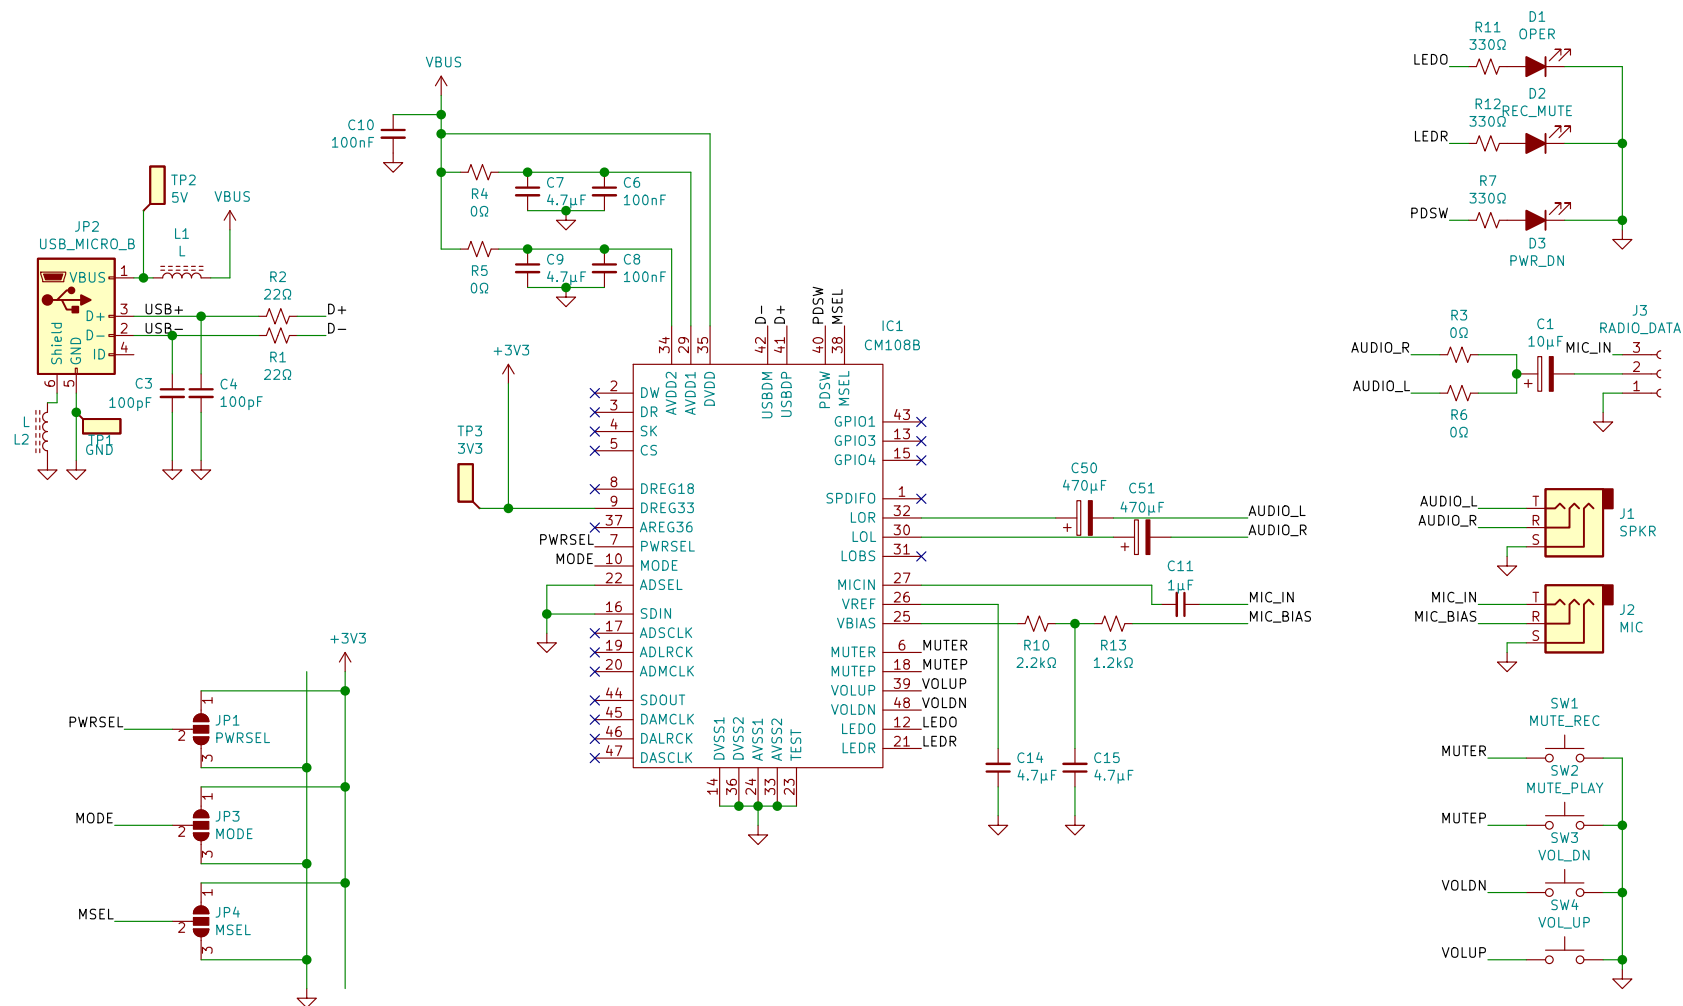 VBUS
C10
100nF
R4
0Ω
C7
4.7µF
C6
100nF
R5
0Ω
C9
4.7µF
C8
100nF
TP2
5V
VBUS
JP2
USB_MICRO_B
L1
L
VBUS
1
D+
3
D-
2
ID
4
Shield
6
GND
5
USB+
USB-
R2
22Ω
D+
D-
R1
22Ω
C3
100pF
C4
100pF
L
L2
TP1
GND
+3V3
TP3
3V3
IC1
CM108B
34
29
35
42
41
40
38
D-
D+
PDSW
MSEL
AVDD2
AVDD1
DVDD
USBDM
USBDP
PDSW
MSEL
2 DW
3 DR
4 SK
5 CS
8 DREG18
9 DREG33
37 AREG36
PWRSEL 7 PWRSEL
MODE 10 MODE
22 ADSEL
16 SDIN
17 ADSCLK
19 ADLRCK
20 ADMCLK
44 SDOUT
45 DAMCLK
46 DALRCK
47 DASCLK
DVSS1
DVSS2
AVSS1
AVSS2
TEST
14
36
24
33
23
GPIO1 43
GPIO3 13
GPIO4 15
SPDIFO 1
LOR 32
LOL 30
LOBS 31
MICIN 27
VREF 26
VBIAS 25
MUTER 6 MUTER
MUTEP 18 MUTEP
VOLUP 39 VOLUP
VOLDN 48 VOLDN
LEDO 12 LEDO
LEDR 21 LEDR
C50
470µF
+
C51
470µF
+
AUDIO_L
AUDIO_R
C11
1µF
MIC_IN
MIC_BIAS
R10
2.2kΩ
R13
1.2kΩ
C14
4.7µF
C15
4.7µF
+3V3
PWRSEL
1
2
3
JP1
PWRSEL
MODE
1
2
3
JP3
MODE
MSEL
1
2
3
JP4
MSEL
LEDO
R11
330Ω
D1
OPER
LEDR
R12
330Ω
D2
REC_MUTE
PDSW
R7
330Ω
D3
PWR_DN
AUDIO_R
R3
0Ω
AUDIO_L
R6
0Ω
C1
10µF
+
MIC_IN
J3
RADIO_DATA
3
2
1
AUDIO_L
AUDIO_R
T
R
S
J1
SPKR
MIC_IN
MIC_BIAS
T
R
S
J2
MIC
SW1
MUTE_REC
MUTER
SW2
MUTE_PLAY
MUTEP
SW3
VOL_DN
VOLDN
SW4
VOL_UP
VOLUP